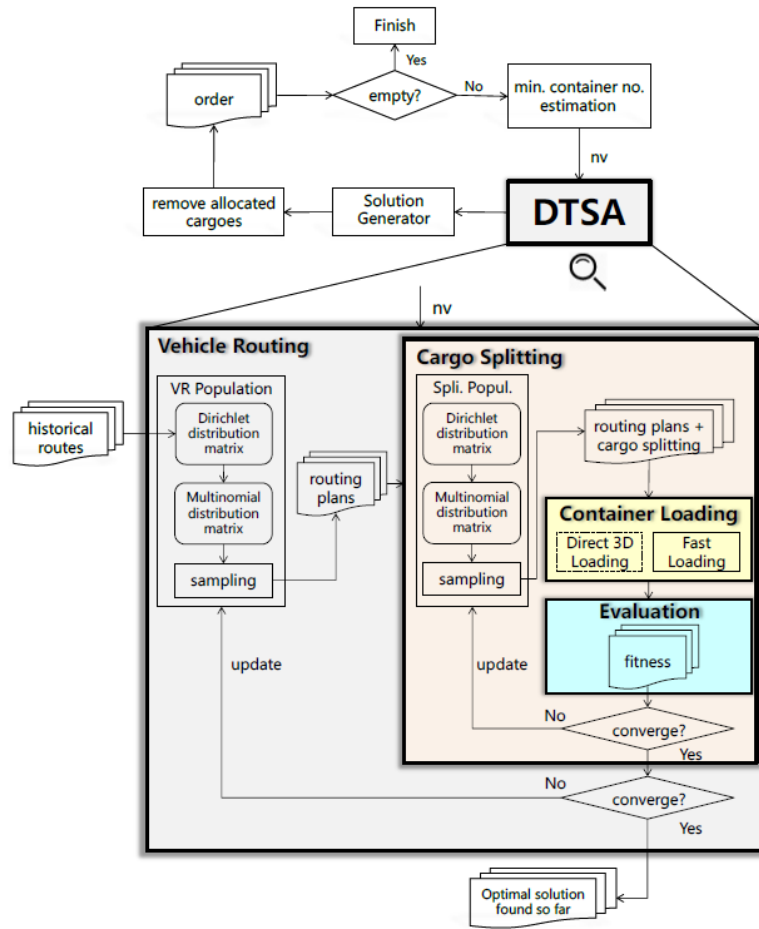 Finish
Yes
order
empty?
No
min. container no.
estimation
nv
remove allocated
cargoes
Solution
Generator
DTSA
nv
Vehicle Routing
Cargo Splitting
VR Population
Spli. Popul.
historical
routes
Dirichlet
distribution
matrix
Multinomial
distribution
matrix
sampling
routing
plans
Dirichlet
distribution
matrix
Multinomial
distribution
matrix
sampling
routing plans +
cargo splitting
Container Loading
Direct 3D
Loading
Fast
Loading
Evaluation
fitness
update
update
No
converge?
Yes
No
converge?
Yes
Optimal solution
found so far